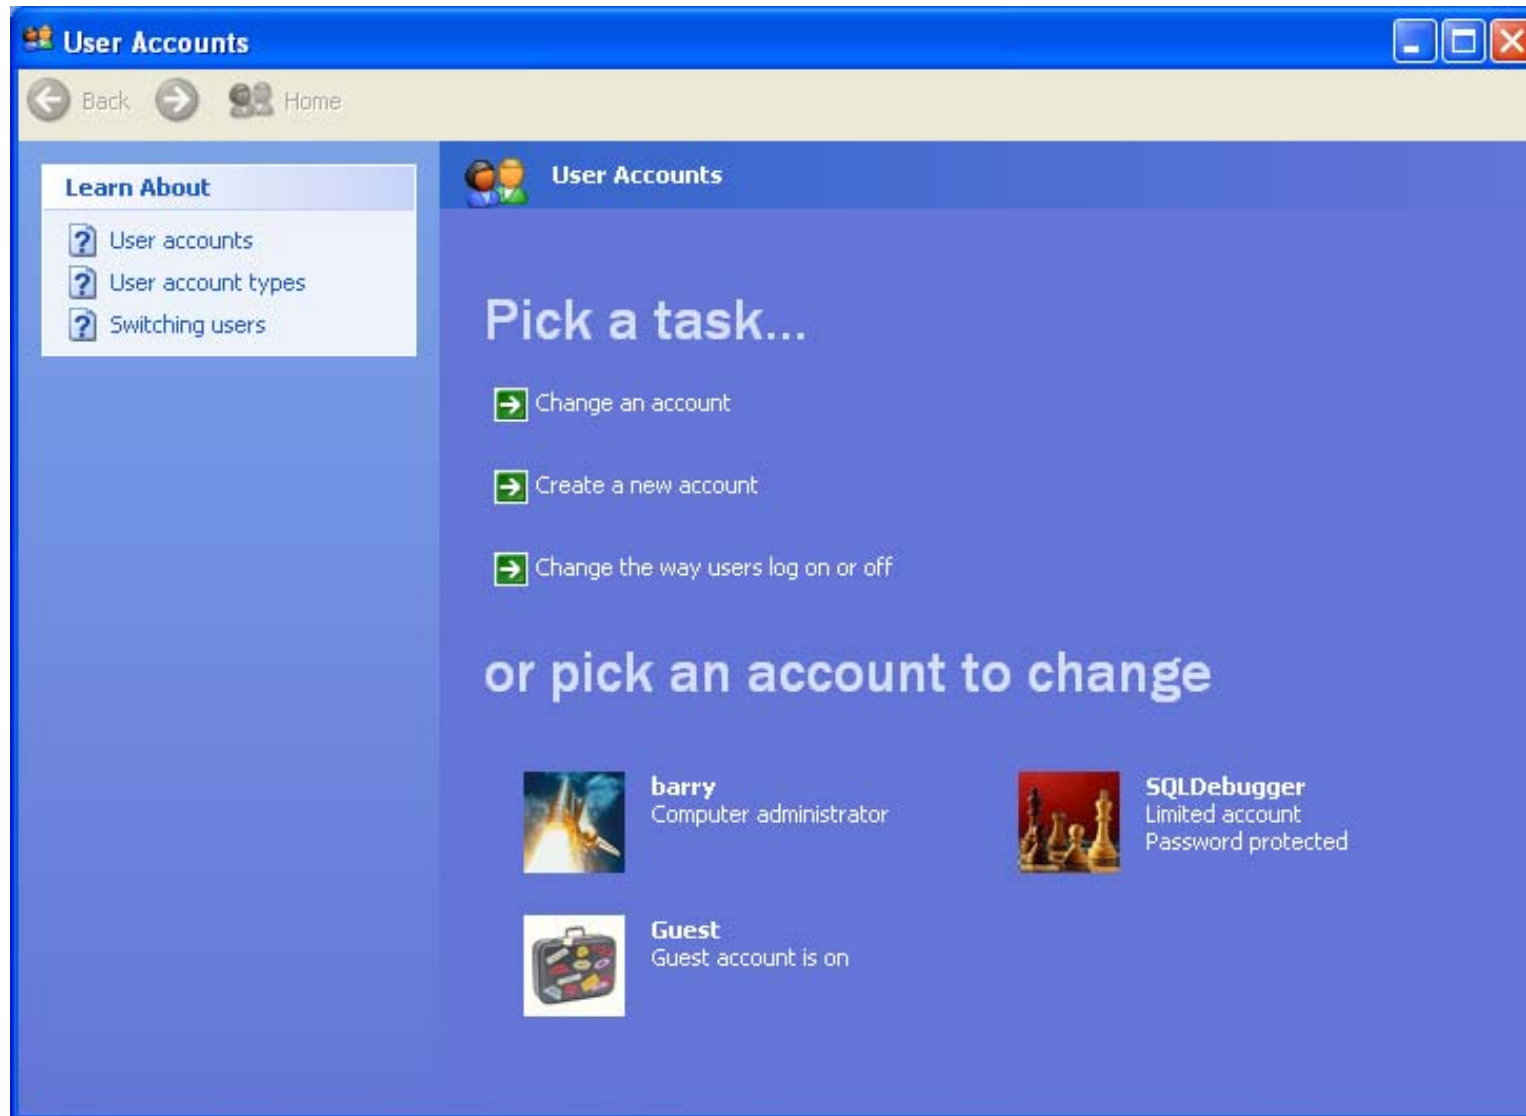 User Accounts
Back
Home
Learn About
User accounts
User account types
Switching users
User Accounts
Pick a task...
Change an account
Create a new account
Change the way users log on or off
or pick an account to change
barry
Computer administrator
SQLDebugger
Limited account
Password protected
Guest
Guest account is on